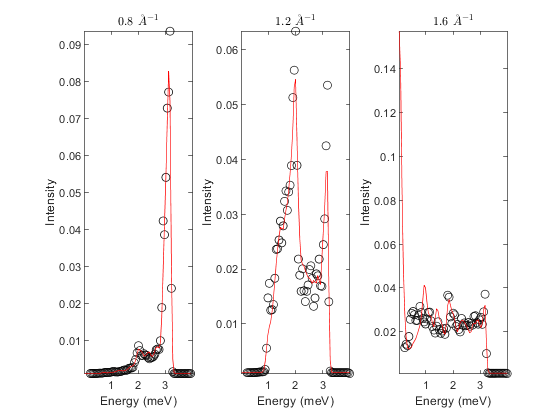 0.8 Å⁻¹
1.2 Å⁻¹
1.6 Å⁻¹
0.09
0.08
0.07
0.06
0.05
0.04
0.03
0.02
0.01
Intensity
1 2 3
Energy (meV)
0.06
0.05
0.04
0.03
0.02
0.01
Intensity
1 2 3
Energy (meV)
0.14
0.12
0.1
0.08
0.06
0.04
0.02
Intensity
1 2 3
Energy (meV)